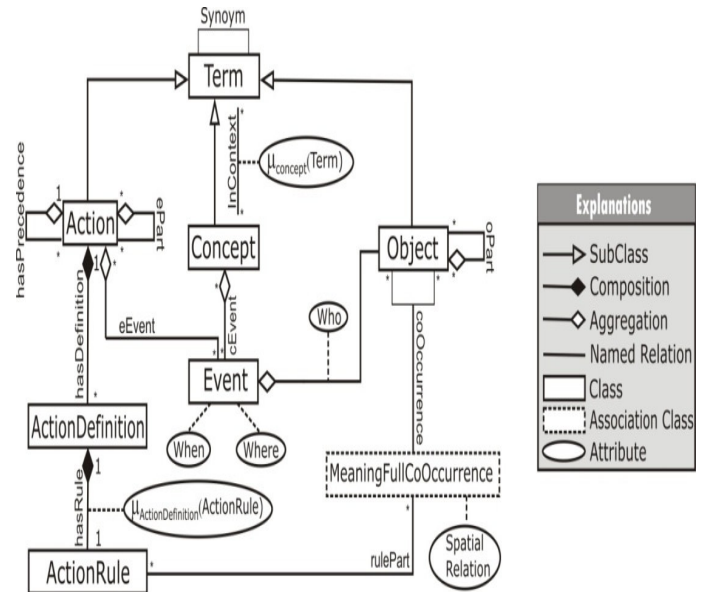 Synoym
Term
InContext
*
*
μconcept(Term)
hasPrecedence
1
*
Action
*
*
ePart
Concept
Object
*
*
oPart
*
*
1
*
*
hasDefinition
eEvent
cEvent
*
*
Who
coOccurrence
Event
ActionDefinition
*
When
Where
1
hasRule
μActionDefinition(ActionRule)
1
MeaningFullCoOccurrence
*
rulePart
Spatial
Relation
ActionRule
*
Explanations
SubClass
Composition
Aggregation
Named Relation
Class
Association Class
Attribute